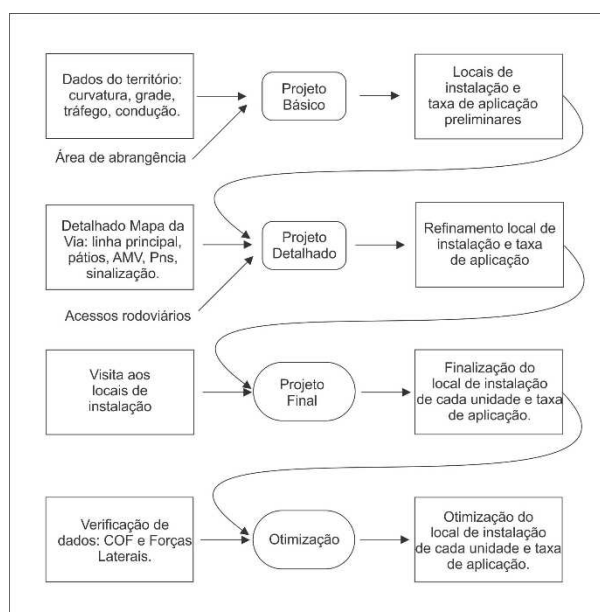 Dados do território:
curvatura, grade,
tráfego, condução.
Área de abrangência
Projeto
Básico
Locais de
instalação e
taxa de aplicação
preliminares
Detalhado Mapa da
Via: linha principal,
pátios, AMV, Pns,
sinalização.
Acessos rodoviários
Projeto
Detalhado
Refinamento local de
instalação e taxa
de aplicação
Visita aos
locais de
instalação
Projeto
Final
Finalização do
local de instalação
de cada unidade e taxa
de aplicação.
Verificação de
dados: COF e Forças
Laterais.
Otimização
Otimização do
local de instalação
de cada unidade e taxa
de aplicação.